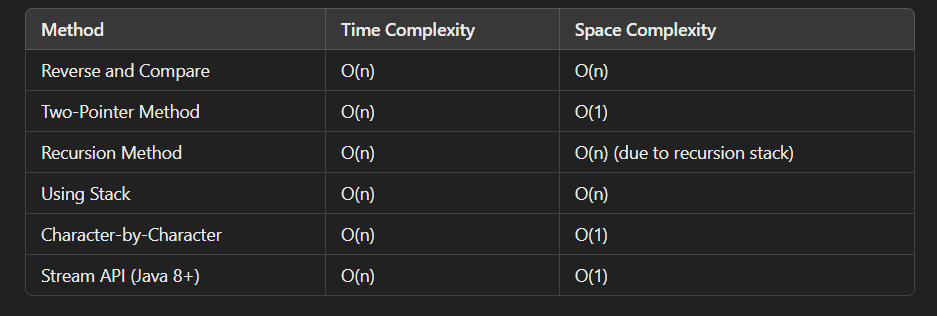 Method Time Complexity Space Complexity
Reverse and Compare O(n) O(n)
Two-Pointer Method O(n) O(1)
Recursion Method O(n) O(n) (due to recursion stack)
Using Stack O(n) O(n)
Character-by-Character O(n) O(1)
Stream API (Java 8+) O(n) O(1)